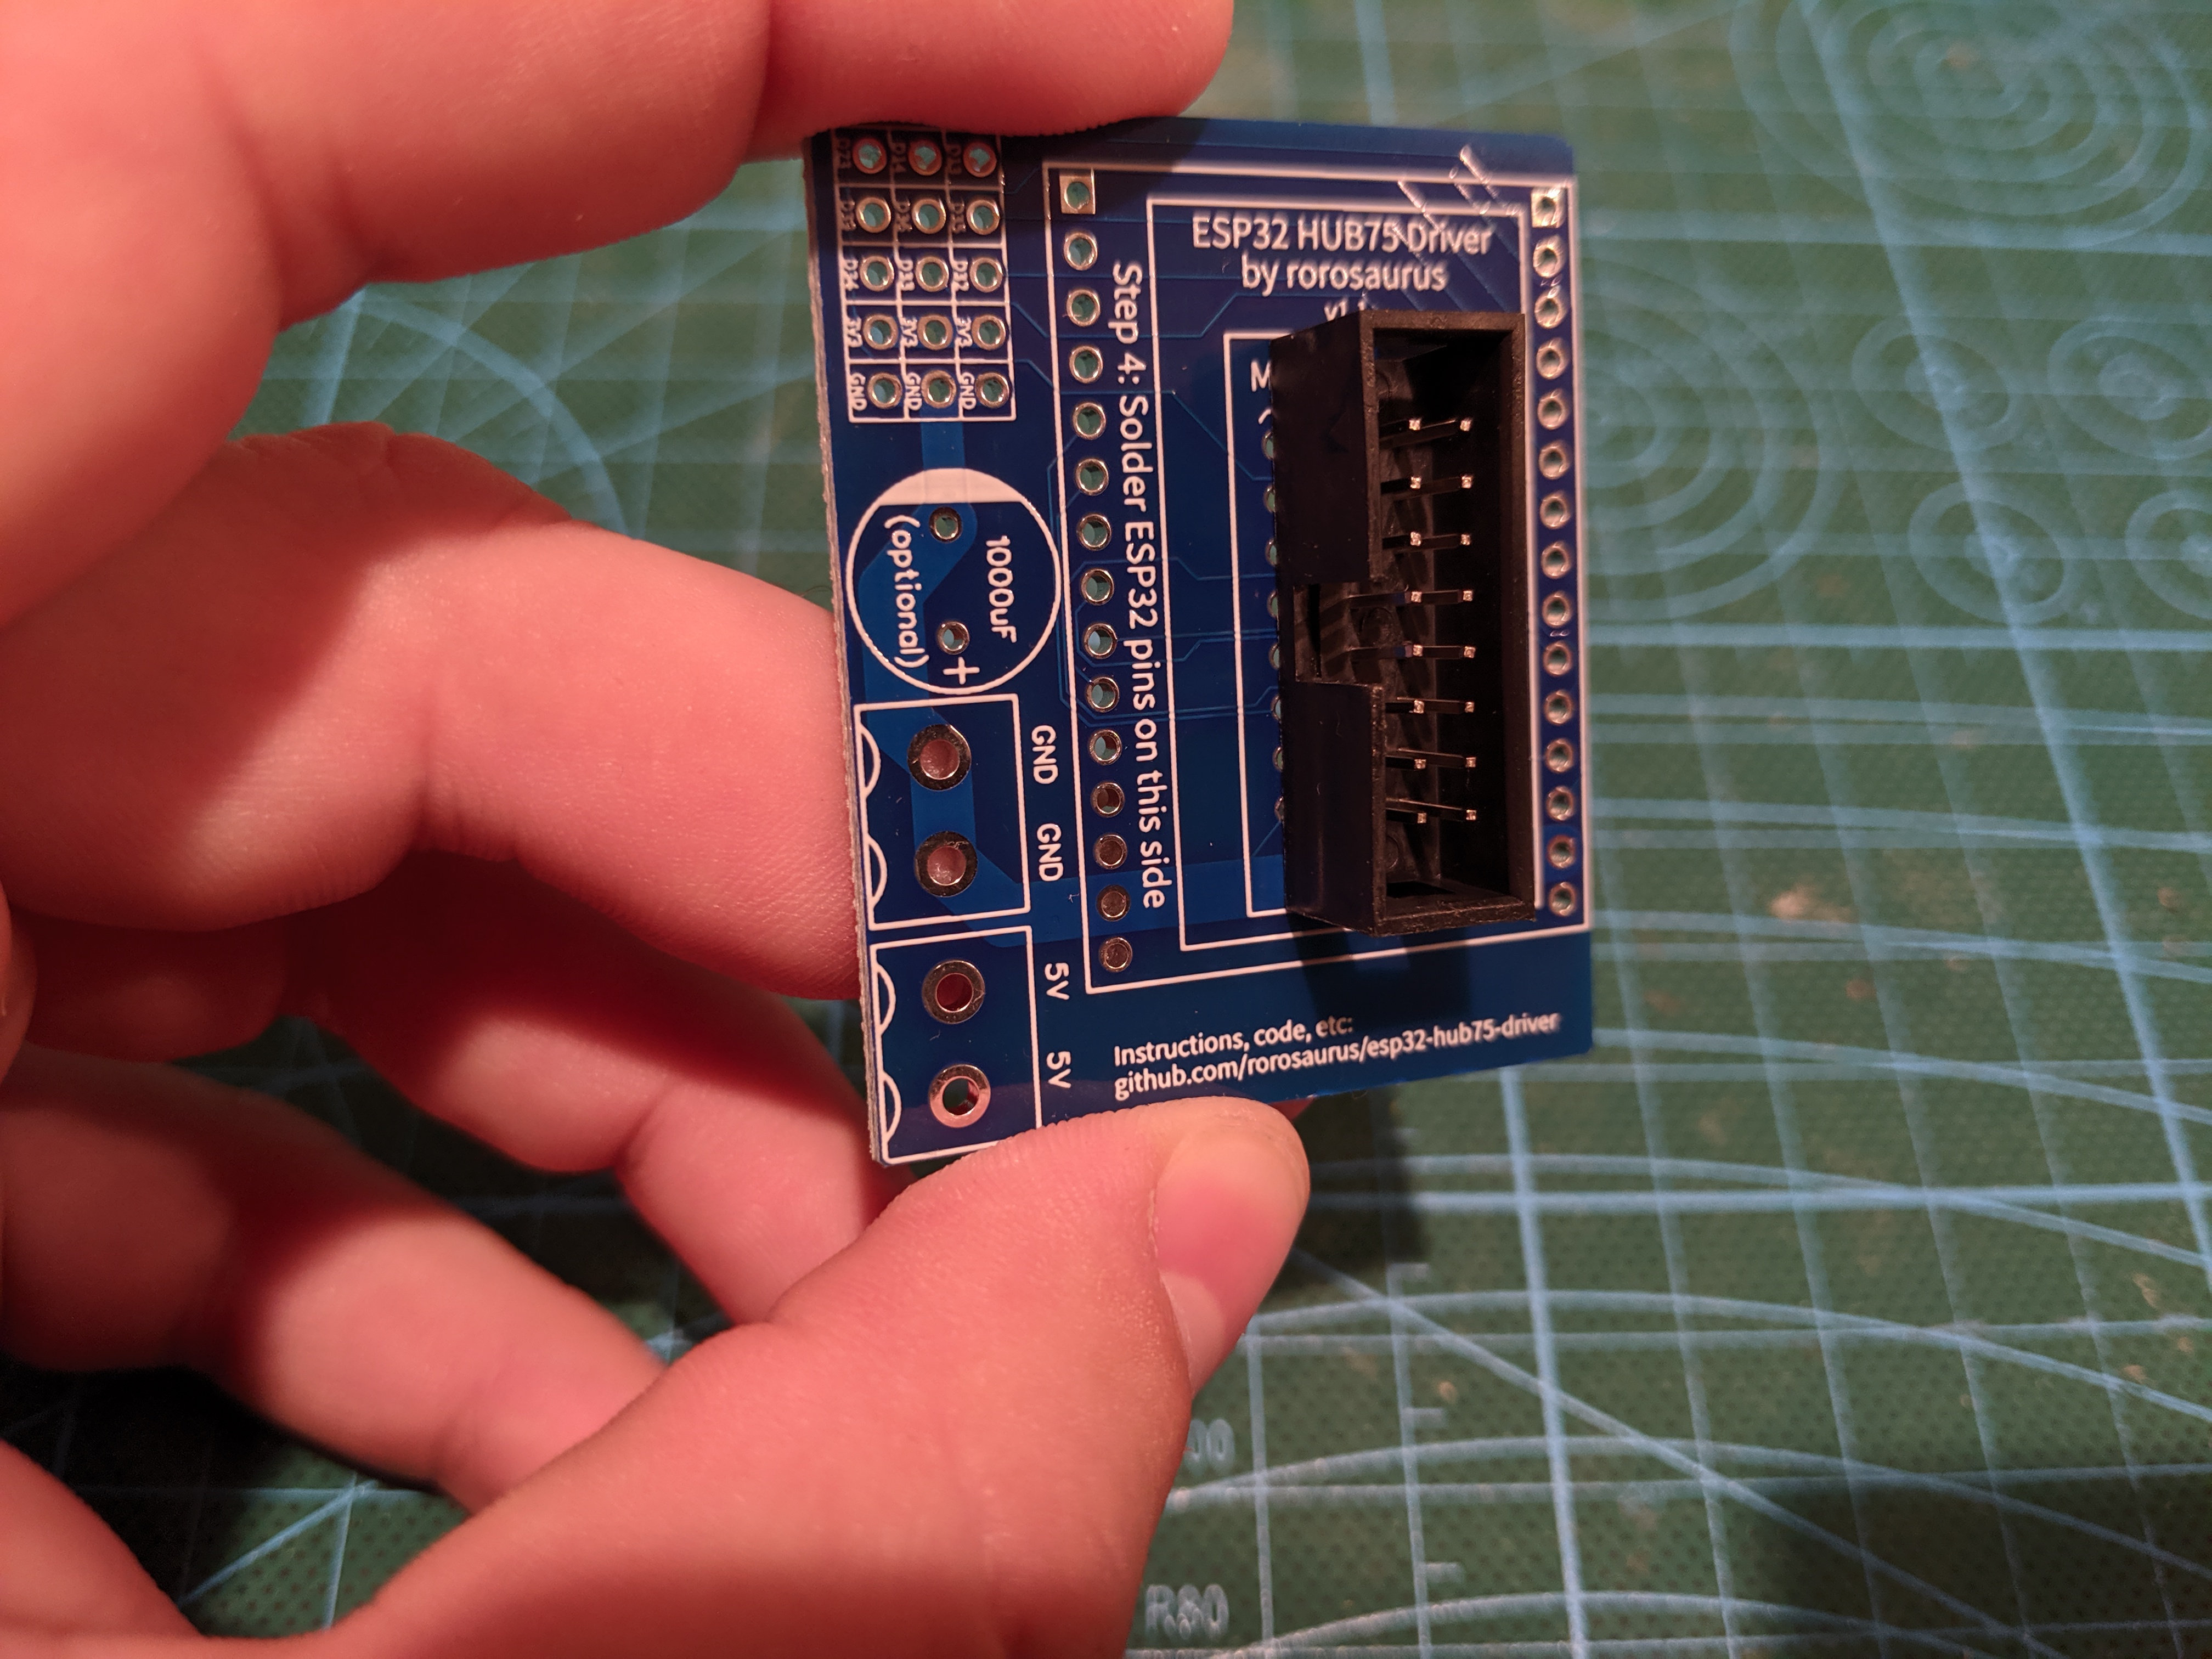 ESP32 HUB75 Driver
by rorosaurus
Step 4: Solder ESP32 pins on this side
3V3
3V3
3V3
GND
GND
GND
1000uF
(optional)
+
GND
GND
5V
5V
Instructions, code, etc:
github.com/rorosaurus/esp32-hub75-driver
R80